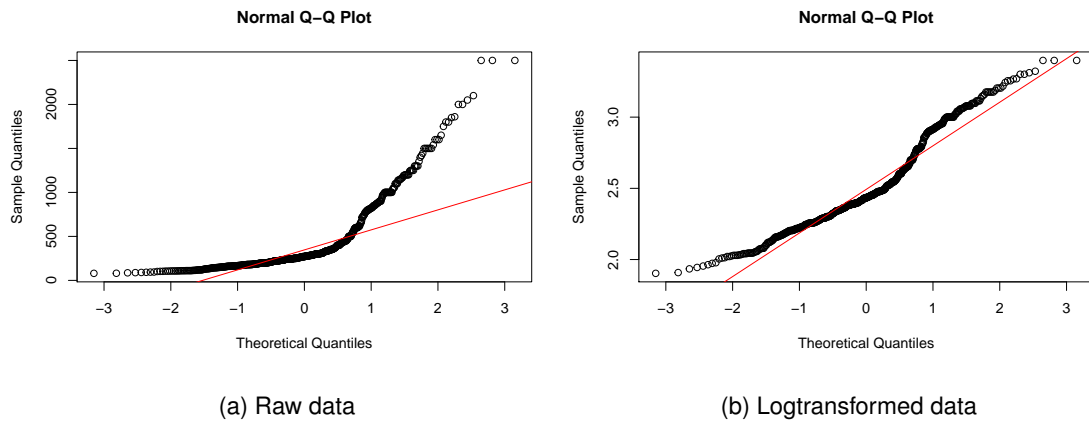 Normal Q−Q Plot
2000
1000
500
0
Sample Quantiles
−3 −2 −1 0 1 2 3
Theoretical Quantiles
(a) Raw data
Normal Q−Q Plot
3.0
2.5
2.0
Sample Quantiles
−3 −2 −1 0 1 2 3
Theoretical Quantiles
(b) Logtransformed data